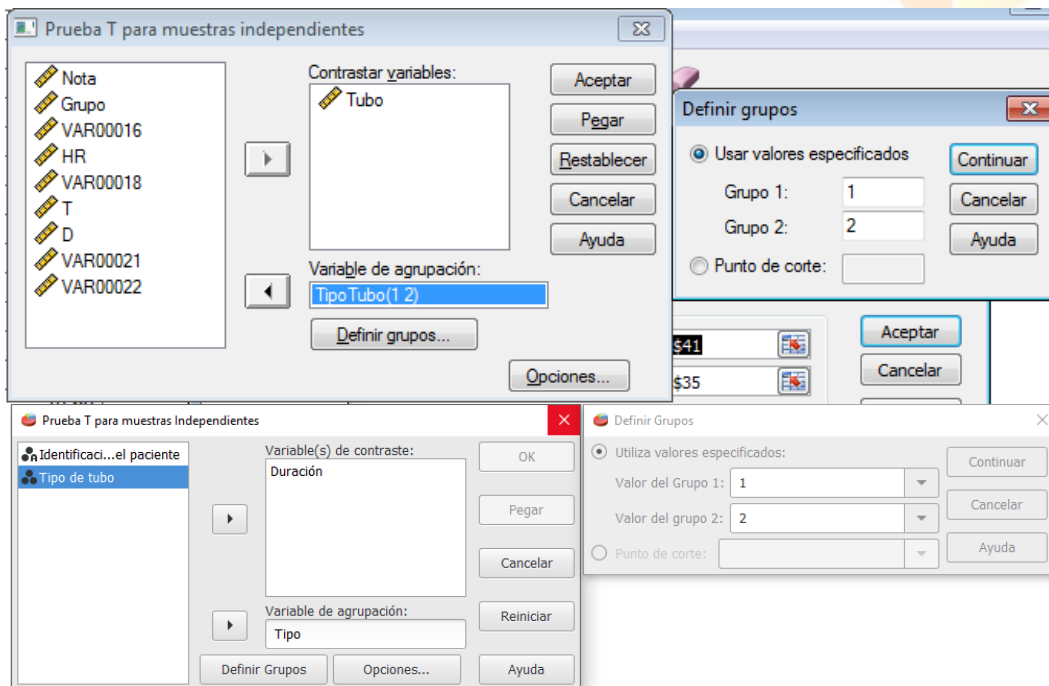 Prueba T para muestras independientes
Nota
Grupo
VAR00016
HR
VAR00018
T
D
VAR00021
VAR00022
Contrastar variables:
Tubo
Variable de agrupación:
TipoTubo(1 2)
Definir grupos...
Opciones...
Aceptar
Pegar
Restablecer
Cancelar
Ayuda
Definir grupos
Usar valores especificados
Grupo 1: 1
Grupo 2: 2
Punto de corte:
Continuar
Cancelar
Ayuda
$41
$35
Aceptar
Cancelar
Prueba T para muestras Independientes
Identificaci...el paciente
Tipo de tubo
Variable(s) de contraste:
Duración
Variable de agrupación:
Tipo
Definir Grupos
Opciones...
OK
Pegar
Cancelar
Reiniciar
Ayuda
Definir Grupos
Utiliza valores especificados:
Valor del Grupo 1: 1
Valor del grupo 2: 2
Punto de corte:
Continuar
Cancelar
Ayuda